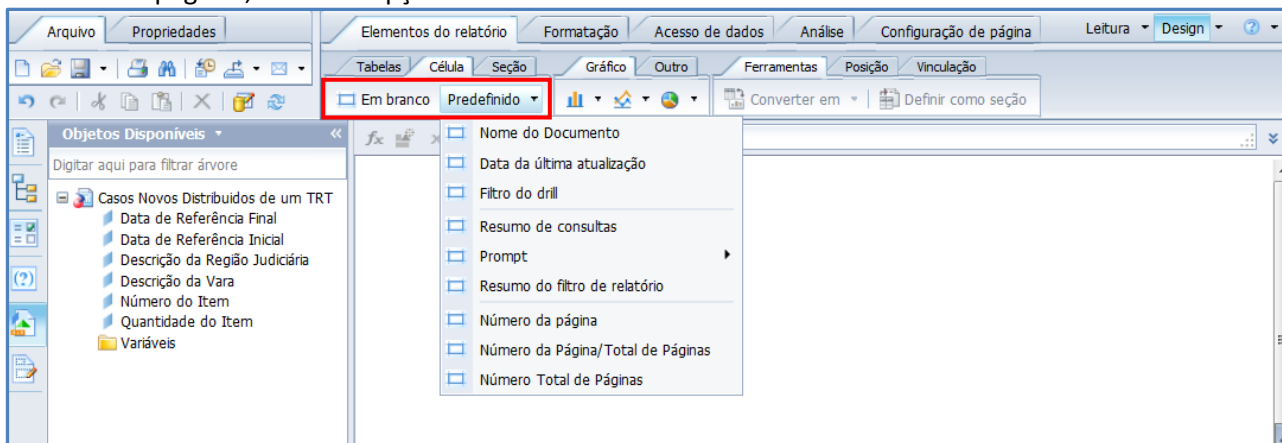 Arquivo Propriedades Elementos do relatório Formatação Acesso de dados Análise Configuração de página Leitura Design
Tabelas Célula Seção Gráfico Outro Ferramentas Posição Vinculação
Em branco Predefinido Converter em Definir como seção
Objetos Disponíveis
Digitar aqui para filtrar árvore
Casos Novos Distribuidos de um TRT
Data de Referência Final
Data de Referência Inicial
Descrição da Região Judiciária
Descrição da Vara
Número do Item
Quantidade do Item
Variáveis
Nome do Documento
Data da última atualização
Filtro do drill
Resumo de consultas
Prompt
Resumo do filtro de relatório
Número da página
Número da Página/Total de Páginas
Número Total de Páginas